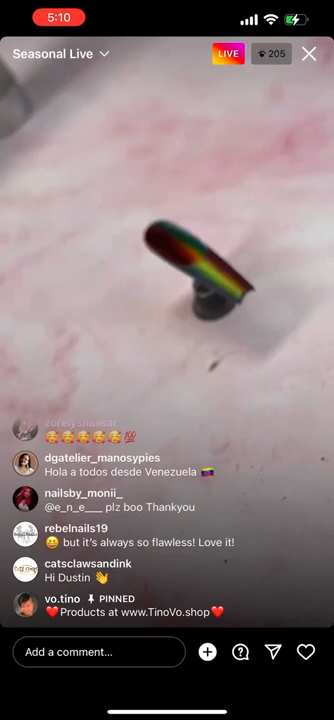 5:10
Seasonal Live
LIVE
205
zorelyshalisar
dgatelier_manosypies
Hola a todos desde Venezuela
nailsby_monii_
@e_n_e___ plz boo Thankyou
rebelnails19
but it's always so flawless! Love it!
catsclawsandink
Hi Dustin
vo.tino PINNED
Products at www.TinoVo.shop
Add a comment...